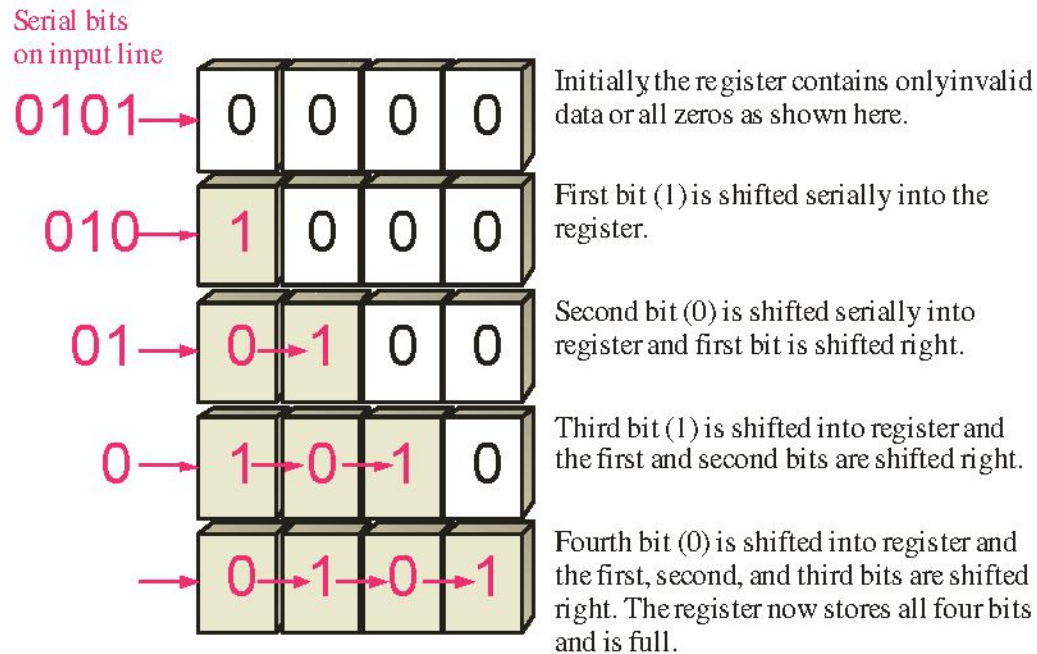 Serial bits
on input line
0101 0 0 0 0
Initially, the register contains onlyinvalid
data or all zeros as shown here.
010 1 0 0 0
First bit (1) is shifted serially into the
register.
01 0 1 0 0
Second bit (0) is shifted serially into
register and first bit is shifted right.
0 1 0 1 0
Third bit (1) is shifted into register and
the first and second bits are shifted right.
0 1 0 1
Fourth bit (0) is shifted into register and
the first, second, and third bits are shifted
right. The register now stores all four bits
and is full.